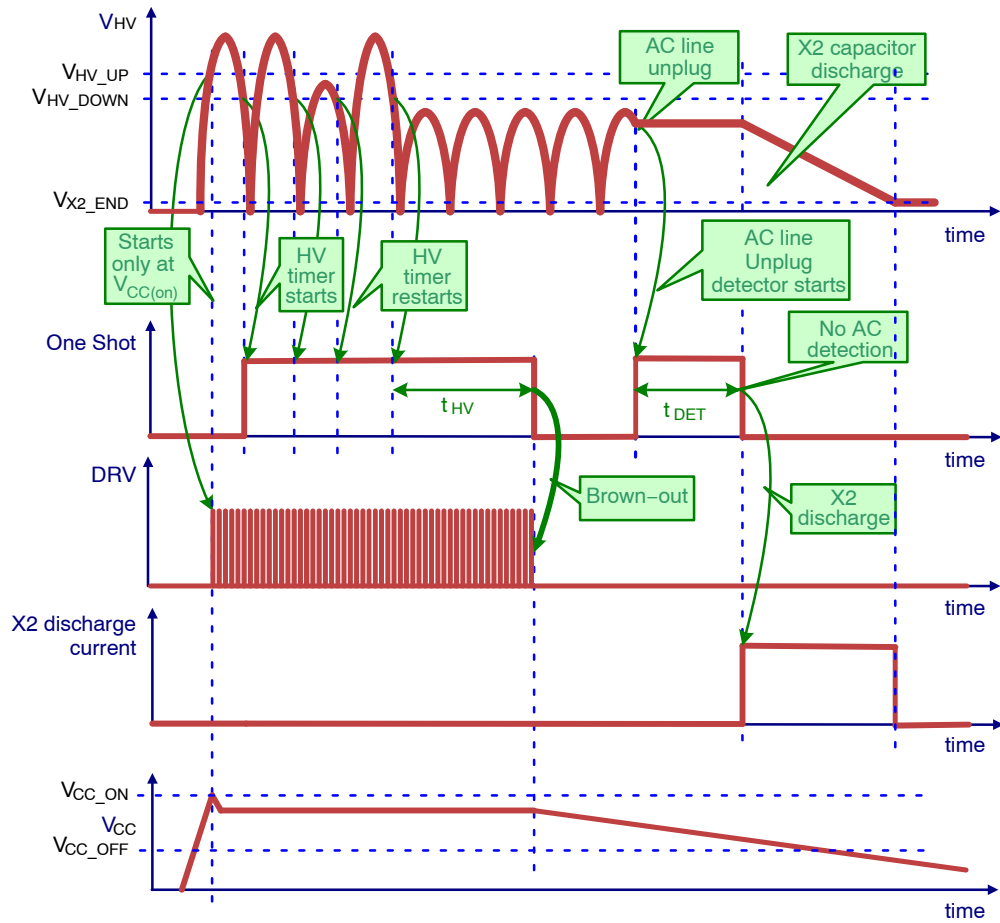 VHV
VHV_UP
VHV_DOWN
VX2_END
AC line
unplug
X2 capacitor
discharge
time
Starts
only at
VCC(on)
HV
timer
starts
HV
timer
restarts
AC line
Unplug
detector starts
One Shot
No AC
detection
tHV
tDET
time
DRV
Brown−out
X2
discharge
time
X2 discharge
current
time
VCC_ON
VCC
VCC_OFF
time